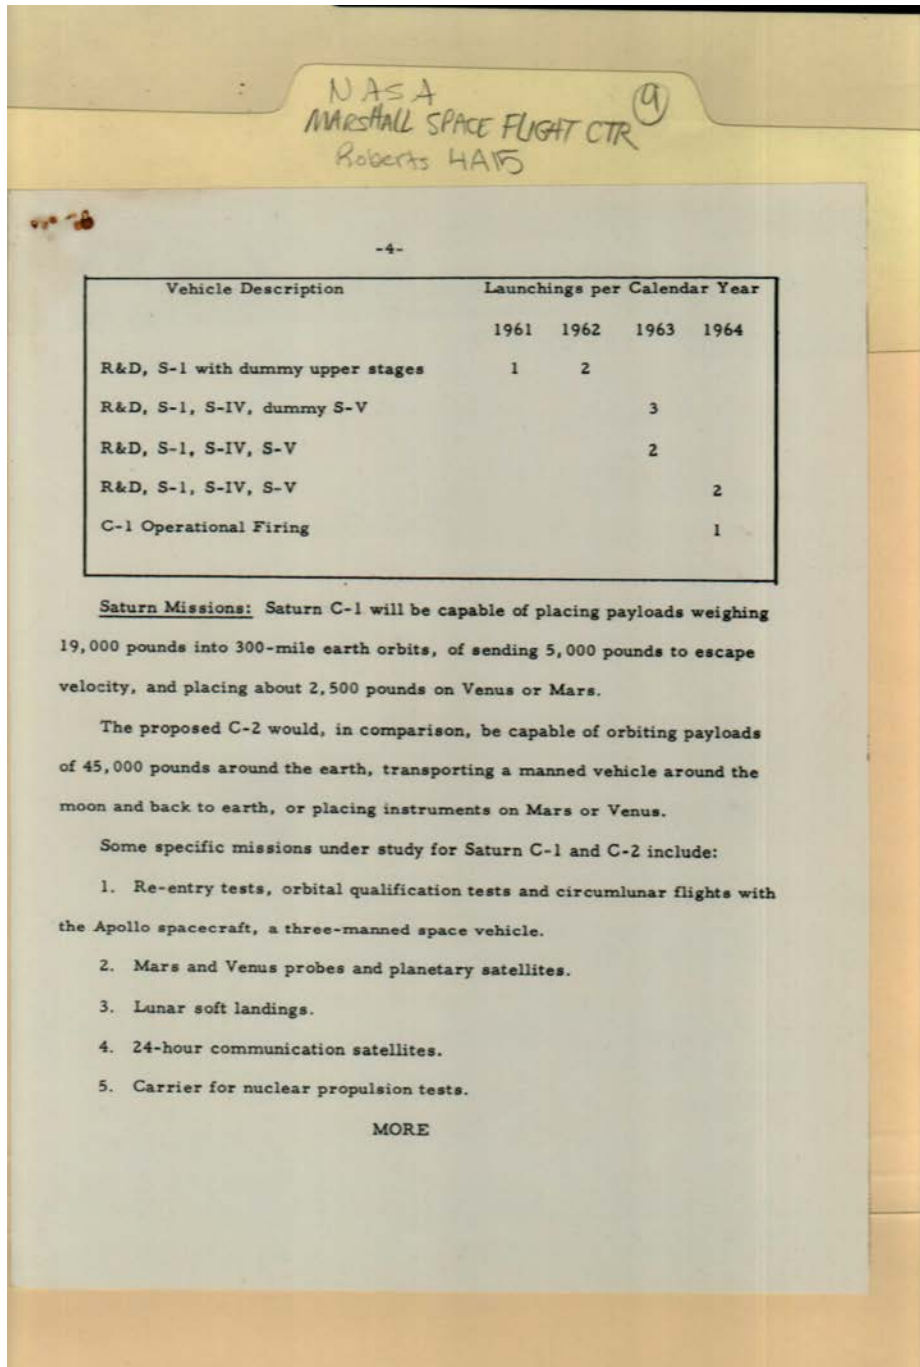 NASA
MARSHALL SPACE FLIGHT CTR 9
Roberts 4A15
-4-
Vehicle Description Launchings per Calendar Year
1961 1962 1963 1964
R&D, S-1 with dummy upper stages 1 2
R&D, S-1, S-IV, dummy S-V 3
R&D, S-1, S-IV, S-V 2
R&D, S-1, S-IV, S-V 2
C-1 Operational Firing 1
Saturn Missions: Saturn C-1 will be capable of placing payloads weighing
19,000 pounds into 300-mile earth orbits, of sending 5,000 pounds to escape
velocity, and placing about 2,500 pounds on Venus or Mars.
The proposed C-2 would, in comparison, be capable of orbiting payloads
of 45,000 pounds around the earth, transporting a manned vehicle around the
moon and back to earth, or placing instruments on Mars or Venus.
Some specific missions under study for Saturn C-1 and C-2 include:
1. Re-entry tests, orbital qualification tests and circumlunar flights with
the Apollo spacecraft, a three-manned space vehicle.
2. Mars and Venus probes and planetary satellites.
3. Lunar soft landings.
4. 24-hour communication satellites.
5. Carrier for nuclear propulsion tests.
MORE